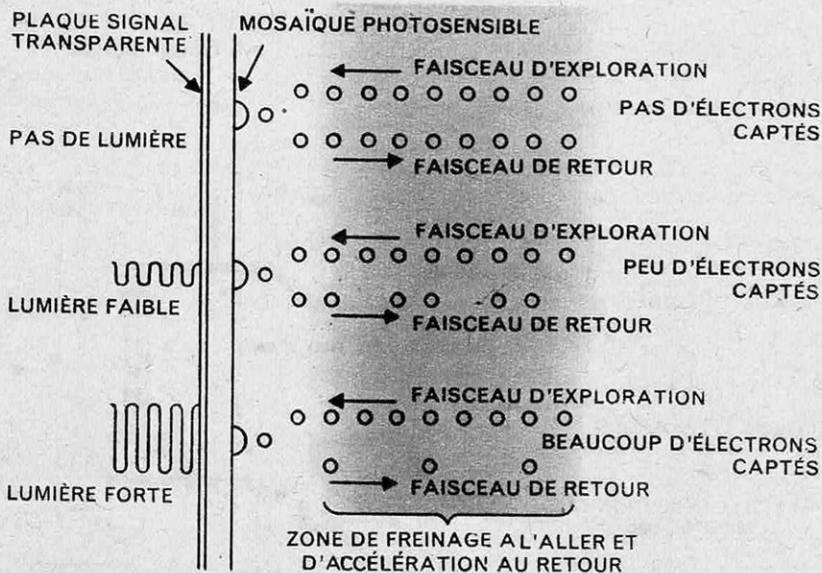 PLAQUE SIGNAL
TRANSPARENTE
MOSAÏQUE PHOTOSENSIBLE
FAISCEAU D'EXPLORATION
PAS D'ÉLECTRONS
CAPTÉS
PAS DE LUMIÈRE
FAISCEAU DE RETOUR
FAISCEAU D'EXPLORATION
PEU D'ÉLECTRONS
CAPTÉS
LUMIÈRE FAIBLE
FAISCEAU DE RETOUR
FAISCEAU D'EXPLORATION
BEAUCOUP D'ÉLECTRONS
CAPTÉS
LUMIÈRE FORTE
FAISCEAU DE RETOUR
ZONE DE FREINAGE A L'ALLER ET
D'ACCÉLÉRATION AU RETOUR